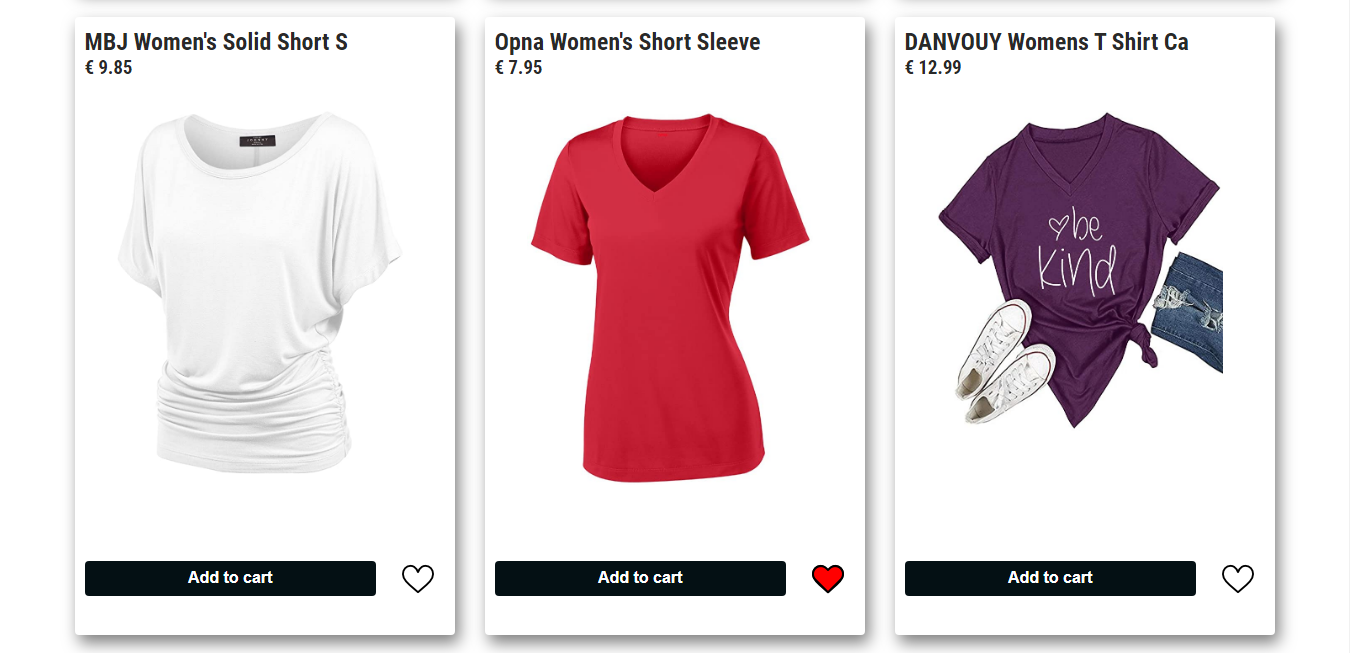 MBJ Women's Solid Short S
€ 9.85
Add to cart
Opna Women's Short Sleeve
€ 7.95
Add to cart
DANVOUY Womens T Shirt Ca
€ 12.99
be
kind
Add to cart